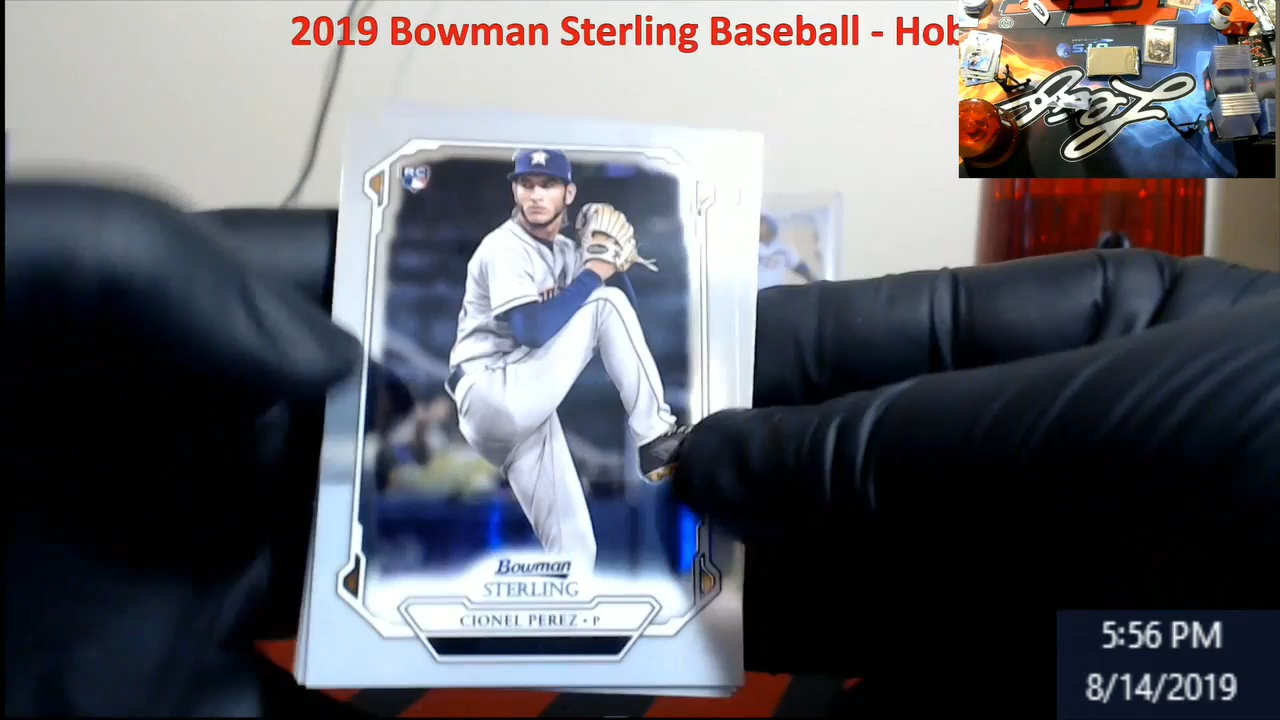 2019 Bowman Sterling Baseball - Hob
RC
Bowman
STERLING
CIONEL PEREZ • P
5:56 PM
8/14/2019